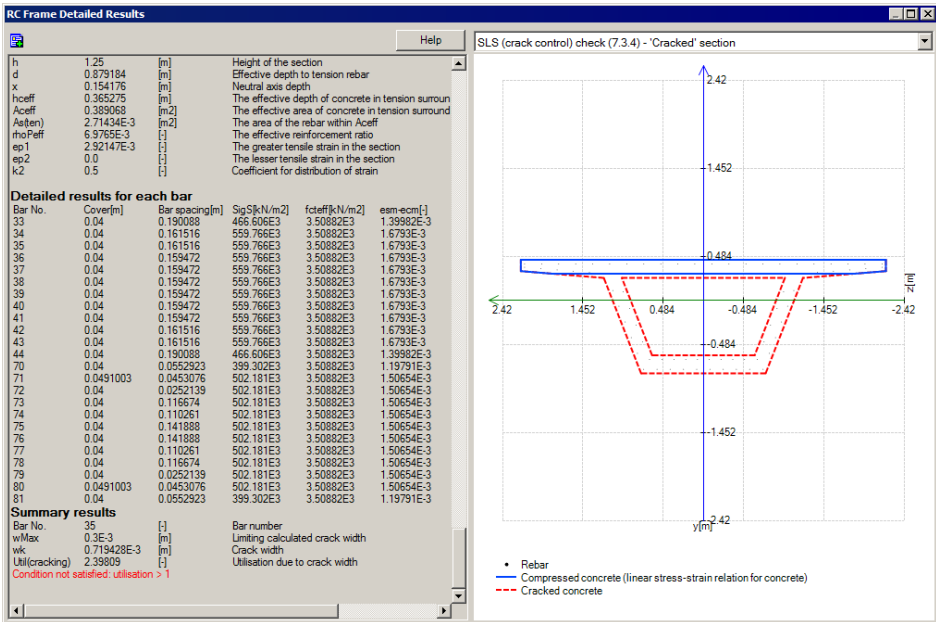 RC Frame Detailed Results
Help
SLS (crack control) check (7.3.4) - 'Cracked' section
h 1.25 [m] Height of the section
d 0.879184 [m] Effective depth to tension rebar
x 0.154176 [m] Neutral axis depth
hceff 0.365275 [m] The effective depth of concrete in tension surroun
Aceff 0.389068 [m2] The effective area of concrete in tension surround
As(ten) 2.71434E-3 [m2] The area of the rebar within Aceff
rhoPeff 6.9765E-3 [-] The effective reinforcement ratio
ep1 2.92147E-3 [-] The greater tensile strain in the section
ep2 0.0 [-] The lesser tensile strain in the section
k2 0.5 [-] Coefficient for distribution of strain
Detailed results for each bar
Bar No. Cover[m] Bar spacing[m] SigS[kN/m2] fcteff[kN/m2] esm-ecm[-]
33 0.04 0.190088 466.606E3 3.50882E3 1.39982E-3
34 0.04 0.161516 559.766E3 3.50882E3 1.6793E-3
35 0.04 0.161516 559.766E3 3.50882E3 1.6793E-3
36 0.04 0.159472 559.766E3 3.50882E3 1.6793E-3
37 0.04 0.159472 559.766E3 3.50882E3 1.6793E-3
38 0.04 0.159472 559.766E3 3.50882E3 1.6793E-3
39 0.04 0.159472 559.766E3 3.50882E3 1.6793E-3
40 0.04 0.159472 559.766E3 3.50882E3 1.6793E-3
41 0.04 0.159472 559.766E3 3.50882E3 1.6793E-3
42 0.04 0.161516 559.766E3 3.50882E3 1.6793E-3
43 0.04 0.161516 559.766E3 3.50882E3 1.6793E-3
44 0.04 0.190088 466.606E3 3.50882E3 1.39982E-3
70 0.04 0.0552923 399.302E3 3.50882E3 1.19791E-3
71 0.0491003 0.0453076 502.181E3 3.50882E3 1.50654E-3
72 0.04 0.0252139 502.181E3 3.50882E3 1.50654E-3
73 0.04 0.116674 502.181E3 3.50882E3 1.50654E-3
74 0.04 0.110261 502.181E3 3.50882E3 1.50654E-3
75 0.04 0.141888 502.181E3 3.50882E3 1.50654E-3
76 0.04 0.141888 502.181E3 3.50882E3 1.50654E-3
77 0.04 0.110261 502.181E3 3.50882E3 1.50654E-3
78 0.04 0.116674 502.181E3 3.50882E3 1.50654E-3
79 0.04 0.0252139 502.181E3 3.50882E3 1.50654E-3
80 0.0491003 0.0453076 502.181E3 3.50882E3 1.50654E-3
81 0.04 0.0552923 399.302E3 3.50882E3 1.19791E-3
Summary results
Bar No. 35 [-] Bar number
wMax 0.3E-3 [m] Limiting calculated crack width
wk 0.719428E-3 [m] Crack width
Util(cracking) 2.39809 [-] Utilisation due to crack width
Condition not satisfied: utilisation > 1
2.42
1.452
0.484
z[m]
2.42 1.452 0.484 -0.484 -1.452 -2.42
-0.484
-1.452
y[m] -2.42
Rebar
Compressed concrete (linear stress-strain relation for concrete)
Cracked concrete